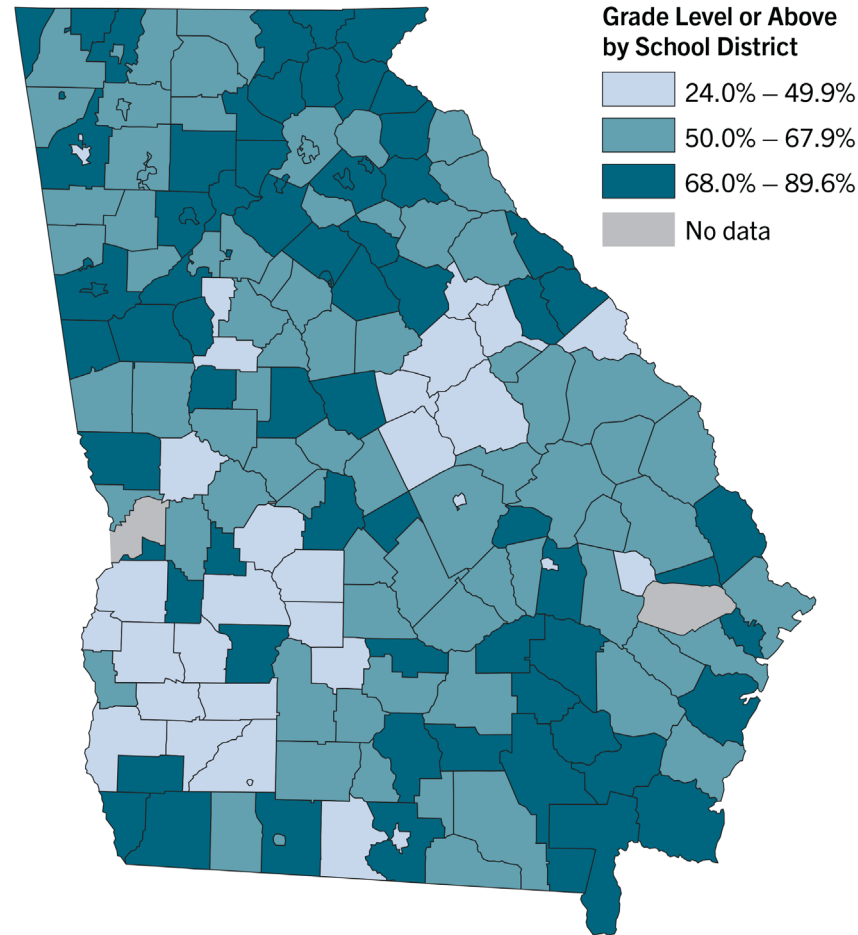 Grade Level or Above
by School District
24.0% – 49.9%
50.0% – 67.9%
68.0% – 89.6%
No data